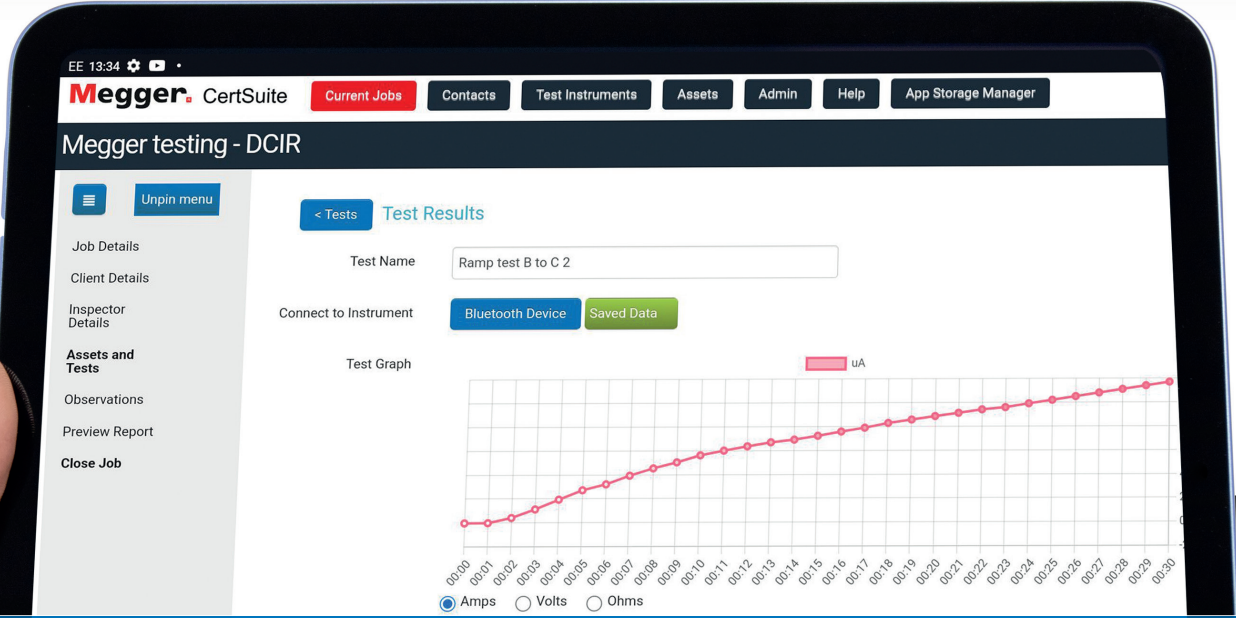 EE 13:34
Megger. CertSuite
Current Jobs
Contacts
Test Instruments
Assets
Admin
Help
App Storage Manager
Megger testing - DCIR
Unpin menu
Job Details
Client Details
Inspector
Details
Assets and
Tests
Observations
Preview Report
Close Job
< Tests
Test Results
Test Name
Ramp test B to C 2
Connect to Instrument
Bluetooth Device
Saved Data
Test Graph
uA
00:00
00:01
00:02
00:03
00:04
00:05
00:06
00:07
00:08
00:09
00:10
00:11
00:12
00:13
00:14
00:15
00:16
00:17
00:18
00:19
00:20
00:21
00:22
00:23
00:24
00:25
00:26
00:27
00:28
00:29
00:30
Amps
Volts
Ohms